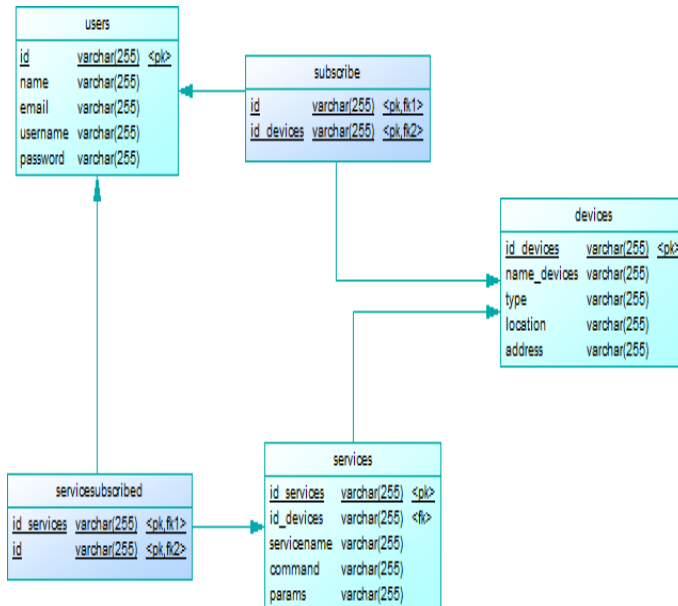 users
id varchar(255) <pk>
name varchar(255)
email varchar(255)
username varchar(255)
password varchar(255)
subscribe
id varchar(255) <pk,fk1>
id_devices varchar(255) <pk,fk2>
devices
id_devices varchar(255) <pk>
name_devices varchar(255)
type varchar(255)
location varchar(255)
address varchar(255)
services
id_services varchar(255) <pk>
id_devices varchar(255) <fk>
servicename varchar(255)
command varchar(255)
params varchar(255)
servicesubscribed
id_services varchar(255) <pk,fk1>
id varchar(255) <pk,fk2>